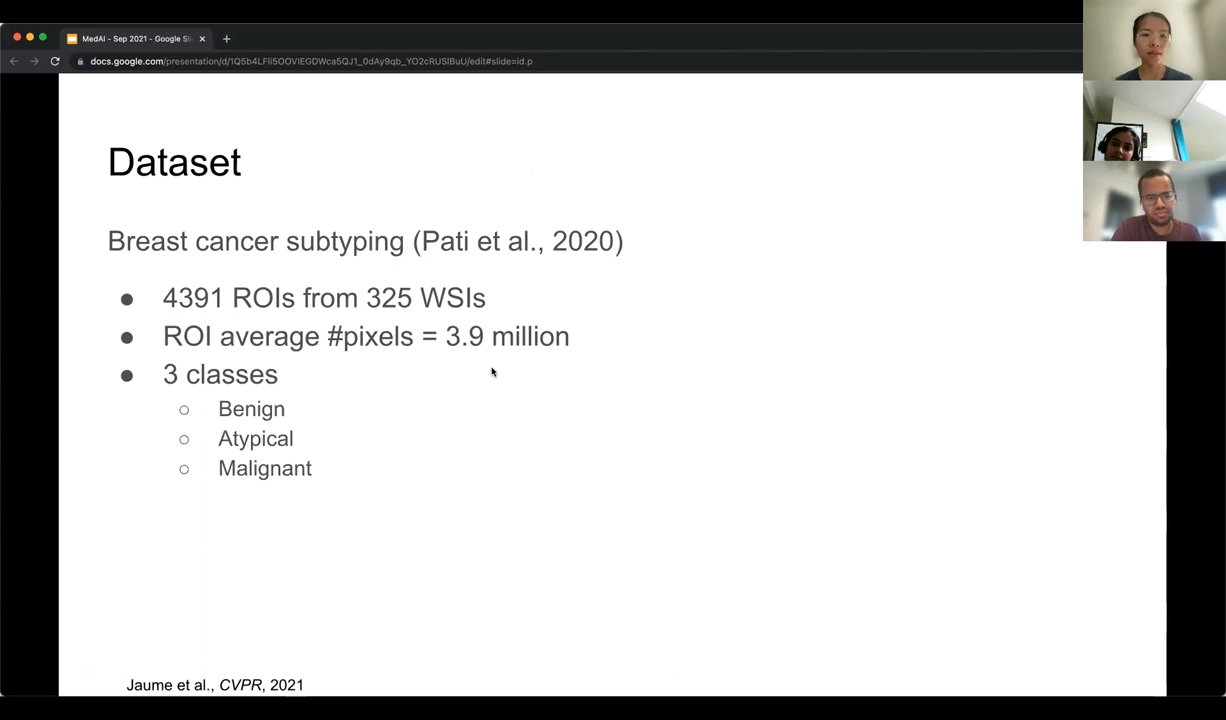 MedAI - Sep 2021 - Google Sli
docs.google.com/presentation/d/1Q5b4LFli5OOVIEGDWca5QJ1_0dAy9qb_YO2cRUSlBuU/edit#slide=id.p
Dataset
Breast cancer subtyping (Pati et al., 2020)
● 4391 ROIs from 325 WSIs
● ROI average #pixels = 3.9 million
● 3 classes
○ Benign
○ Atypical
○ Malignant
Jaume et al., CVPR, 2021